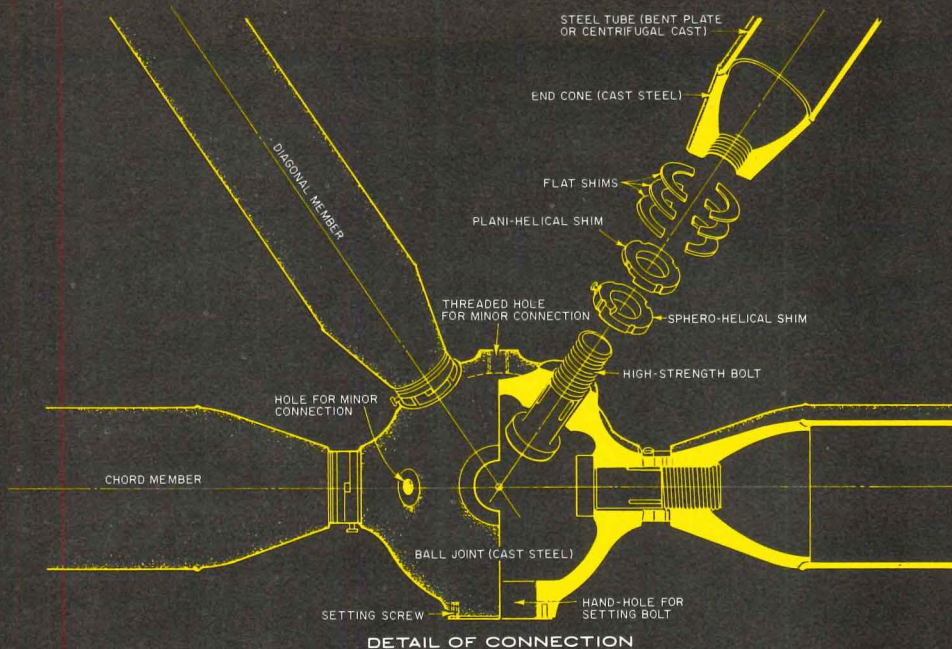 STEEL TUBE (BENT PLATE
OR CENTRIFUGAL CAST)
END CONE (CAST STEEL)
DIAGONAL MEMBER
FLAT SHIMS
PLANI-HELICAL SHIM
THREADED HOLE
FOR MINOR CONNECTION
SPHERO-HELICAL SHIM
HIGH-STRENGTH BOLT
HOLE FOR MINOR
CONNECTION
CHORD MEMBER
BALL JOINT (CAST STEEL)
SETTING SCREW
HAND-HOLE FOR
SETTING BOLT
DETAIL OF CONNECTION